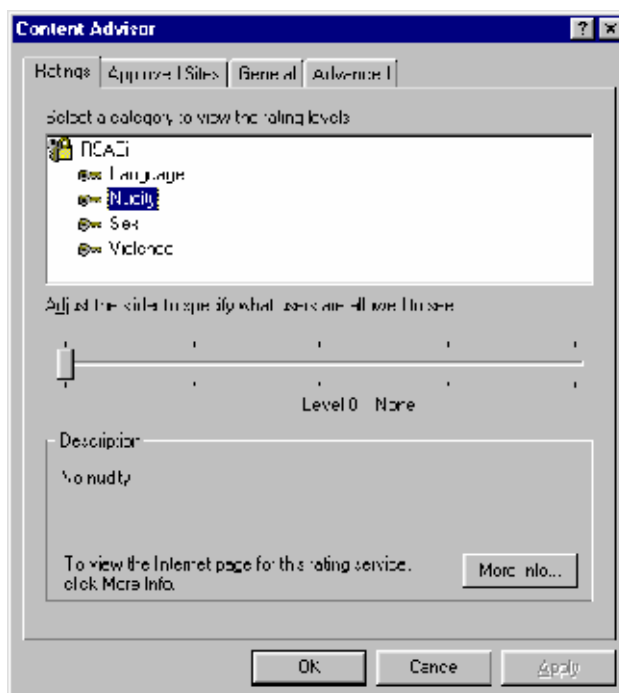 Content Advisor
Ratings Approved Sites General Advanced
Select a category to view the rating levels
RSACi
Language
Nudity
Sex
Violence
Adjust the slider to specify what users are allowed to see
Level 0 None
Description
No nudity
To view the Internet page for this rating service,
click More Info.
More Info...
OK Cancel Apply